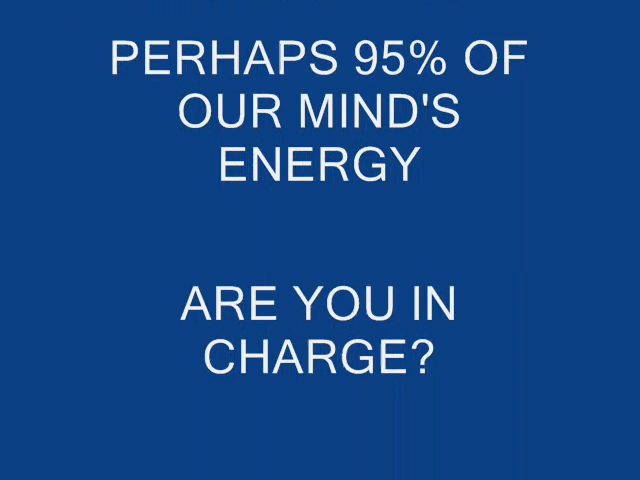 PERHAPS 95% OF
OUR MIND'S
ENERGY
ARE YOU IN
CHARGE?